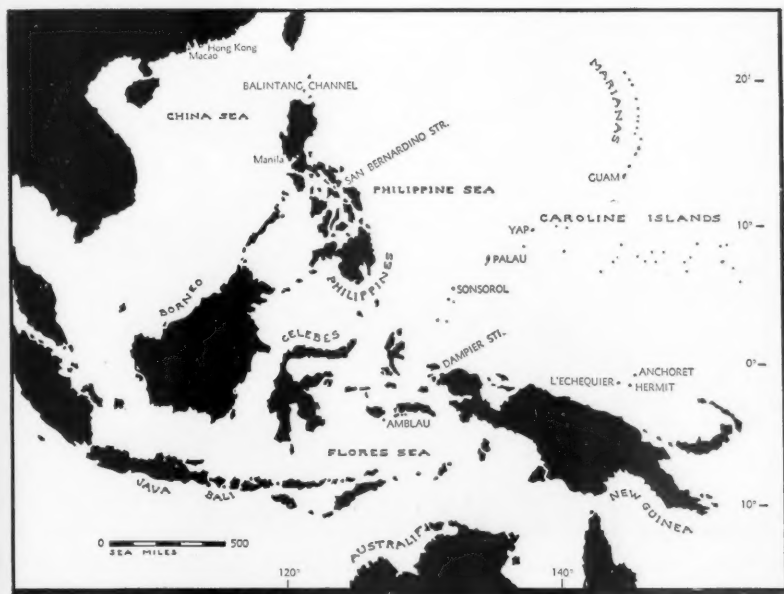 Hong Kong
Macao
BALINTANG CHANNEL
MARIANAS
20°
CHINA SEA
Manila
SAN BERNARDINO STR.
PHILIPPINE SEA
GUAM
CAROLINE ISLANDS
10°
YAP
PALAU
PHILIPPINES
SONSOROL
BORNEO
CELEBES
DAMPIER STR.
0°
ANCHORET
L'ECHEQUIER
HERMIT
AMBLAU
FLORES SEA
JAVA BALI
NEW GUINEA
10°
0 500
SEA MILES
AUSTRALIA
120°
140°